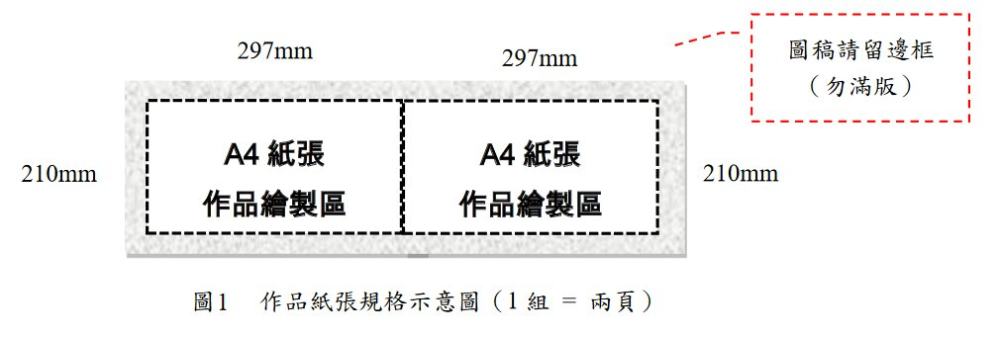 297mm
297mm
圖稿請留邊框
（勿滿版）
A4 紙張
作品繪製區
A4 紙張
作品繪製區
210mm
210mm
圖1 作品紙張規格示意圖（1 組 = 兩頁）